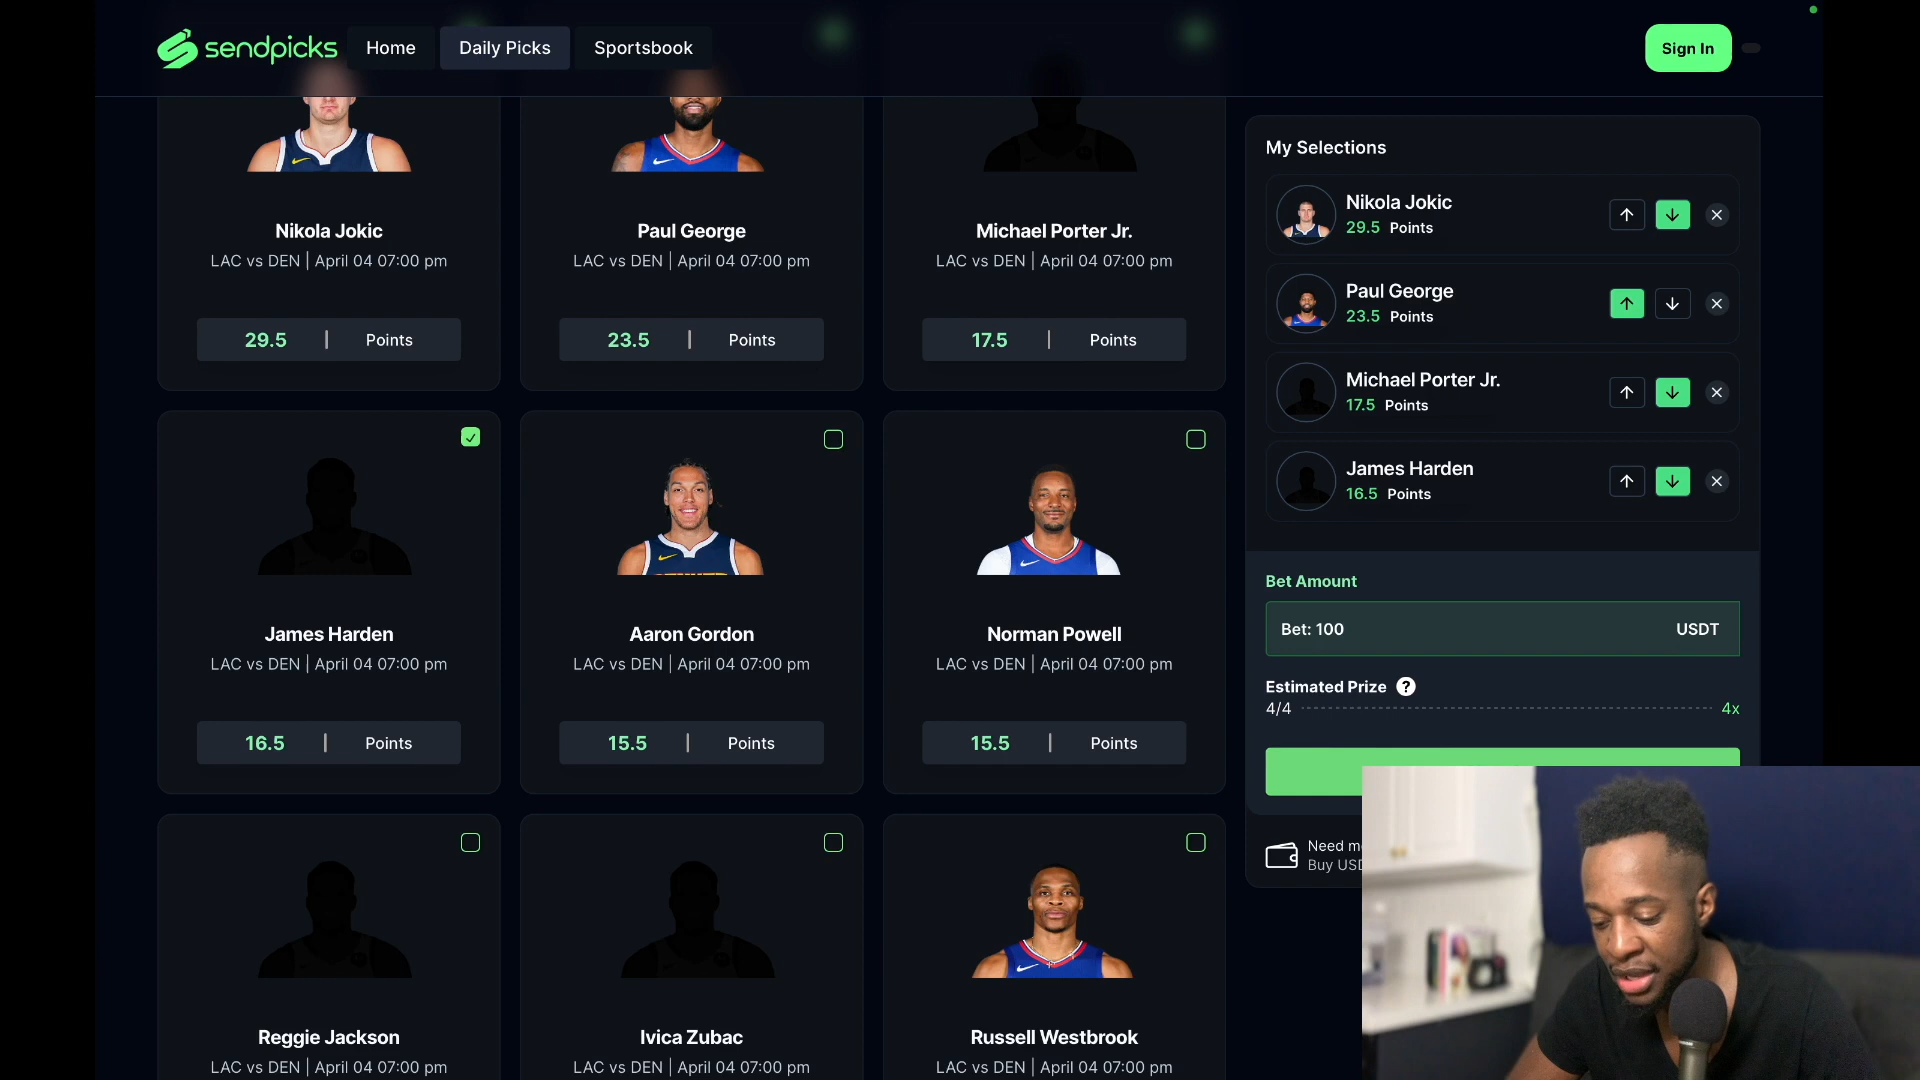 sendpicks
Home
Daily Picks
Sportsbook
Sign In
Nikola Jokic
LAC vs DEN | April 04 07:00 pm
29.5 | Points
Paul George
LAC vs DEN | April 04 07:00 pm
23.5 | Points
Michael Porter Jr.
LAC vs DEN | April 04 07:00 pm
17.5 | Points
James Harden
LAC vs DEN | April 04 07:00 pm
16.5 | Points
Aaron Gordon
LAC vs DEN | April 04 07:00 pm
15.5 | Points
Norman Powell
LAC vs DEN | April 04 07:00 pm
15.5 | Points
Reggie Jackson
LAC vs DEN | April 04 07:00 pm
Ivica Zubac
LAC vs DEN | April 04 07:00 pm
Russell Westbrook
LAC vs DEN | April 04 07:00 pm
My Selections
Nikola Jokic
29.5 Points
Paul George
23.5 Points
Michael Porter Jr.
17.5 Points
James Harden
16.5 Points
Bet Amount
Bet: 100 USDT
Estimated Prize ?
4/4 4x
Need
Buy